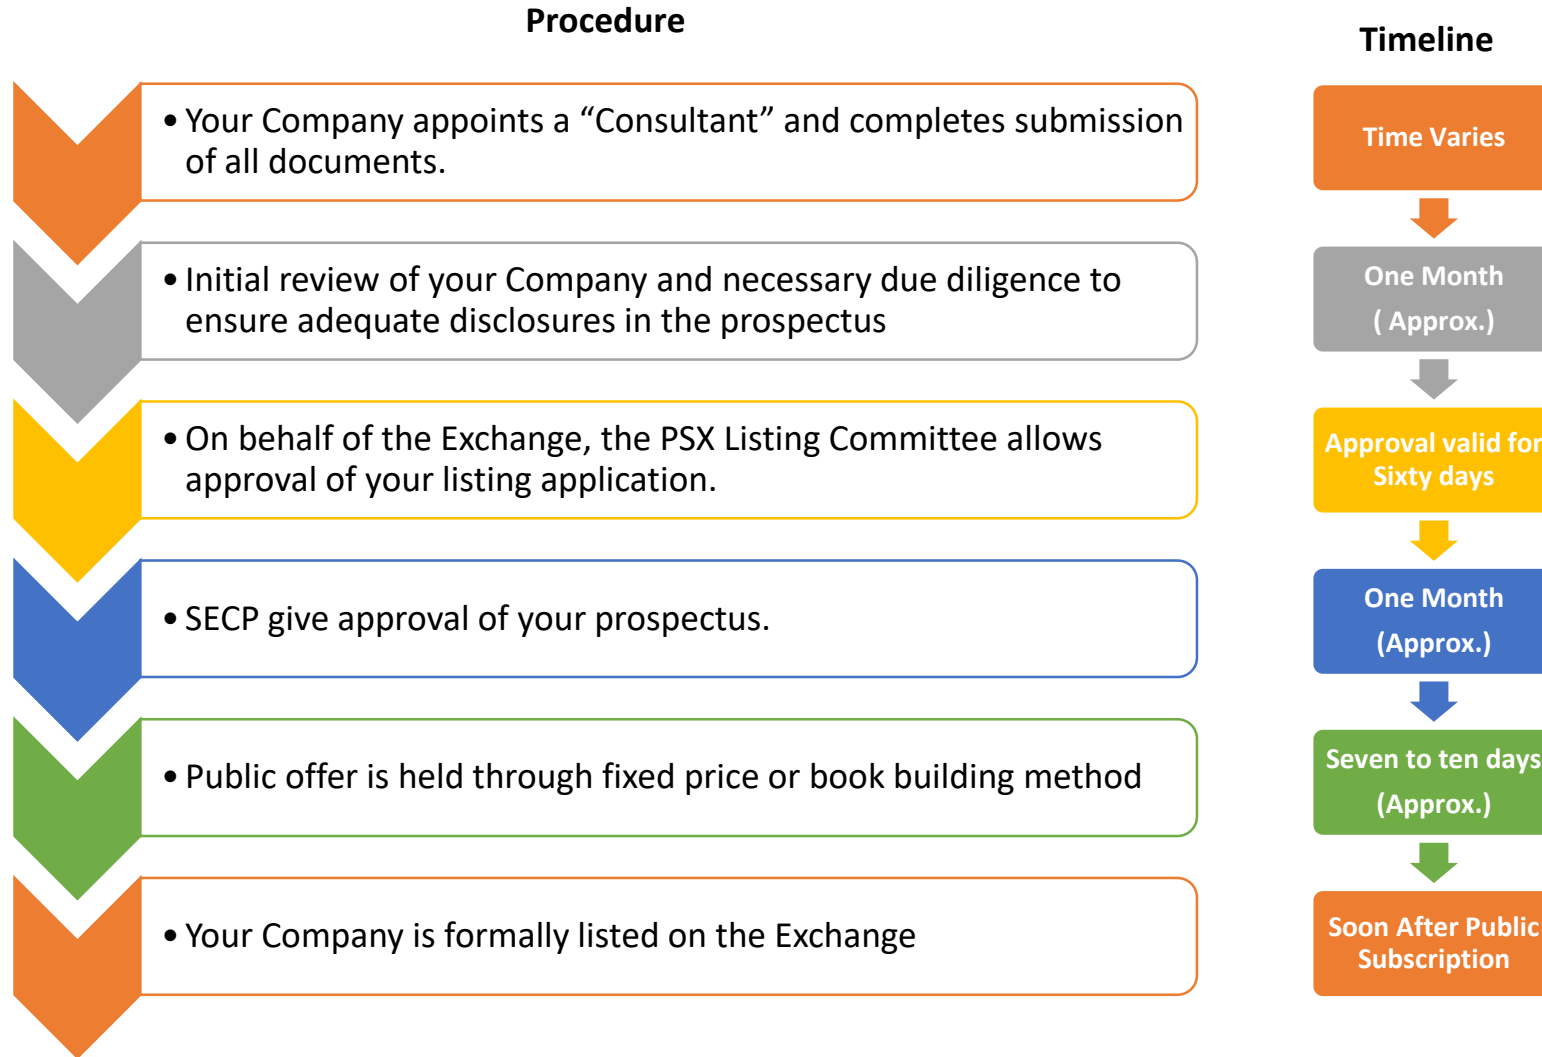 Procedure
Timeline
• Your Company appoints a “Consultant” and completes submission
of all documents.
Time Varies
• Initial review of your Company and necessary due diligence to
ensure adequate disclosures in the prospectus
One Month
( Approx.)
• On behalf of the Exchange, the PSX Listing Committee allows
approval of your listing application.
Approval valid for
Sixty days
• SECP give approval of your prospectus.
One Month
(Approx.)
• Public offer is held through fixed price or book building method
Seven to ten days
(Approx.)
• Your Company is formally listed on the Exchange
Soon After Public
Subscription